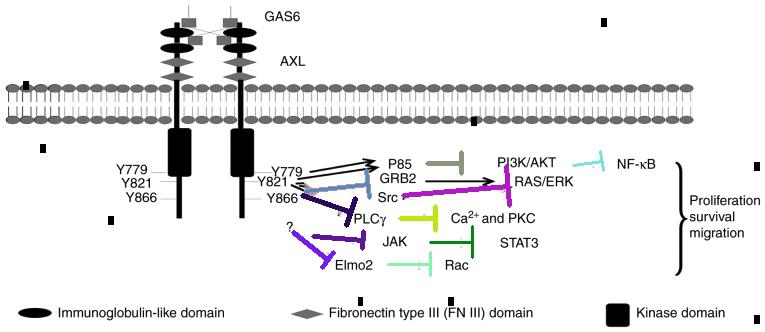 GAS6
AXL
Y779
Y821
Y866
Y779
Y821
Y866
P85
PI3K/AKT
NF-κB
GRB2
RAS/ERK
Src
PLCγ
Ca2+ and PKC
?
JAK
STAT3
Elmo2
Rac
Proliferation
survival
migration
Immunoglobulin-like domain
Fibronectin type III (FN III) domain
Kinase domain